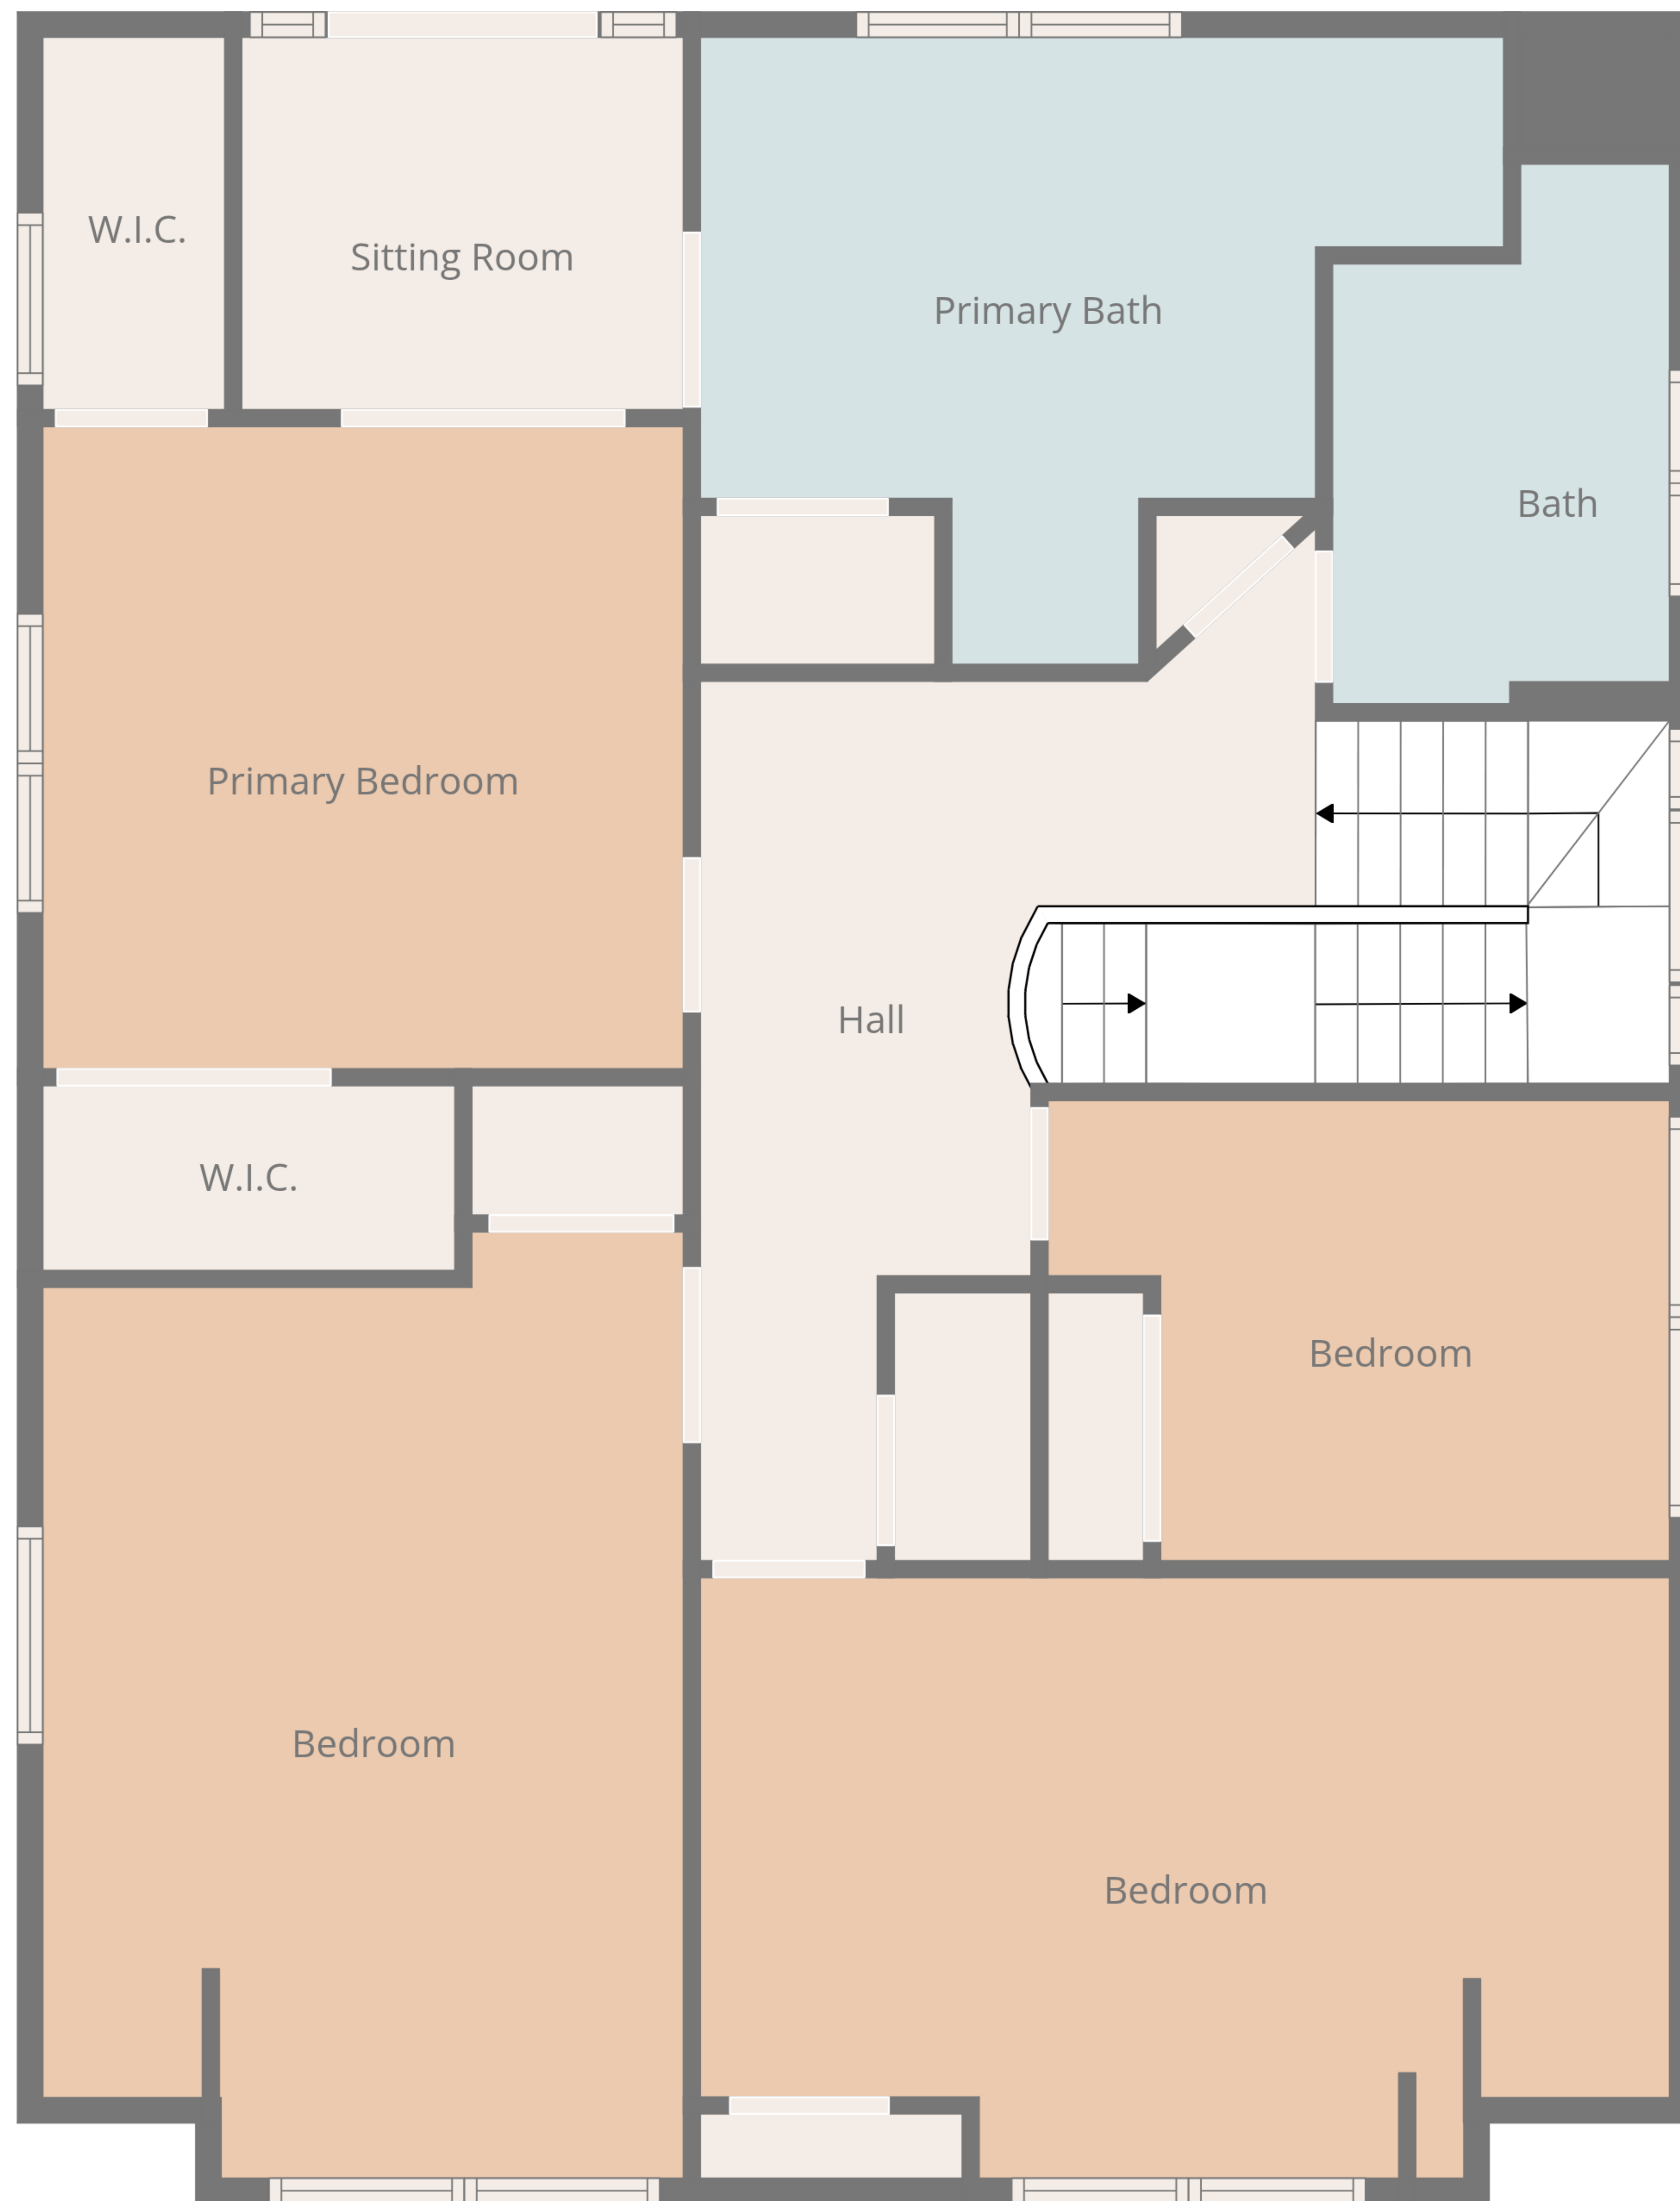 W.I.C.
Sitting Room
Primary Bath
Bath
Primary Bedroom
Hall
W.I.C.
Bedroom
Bedroom
Bedroom